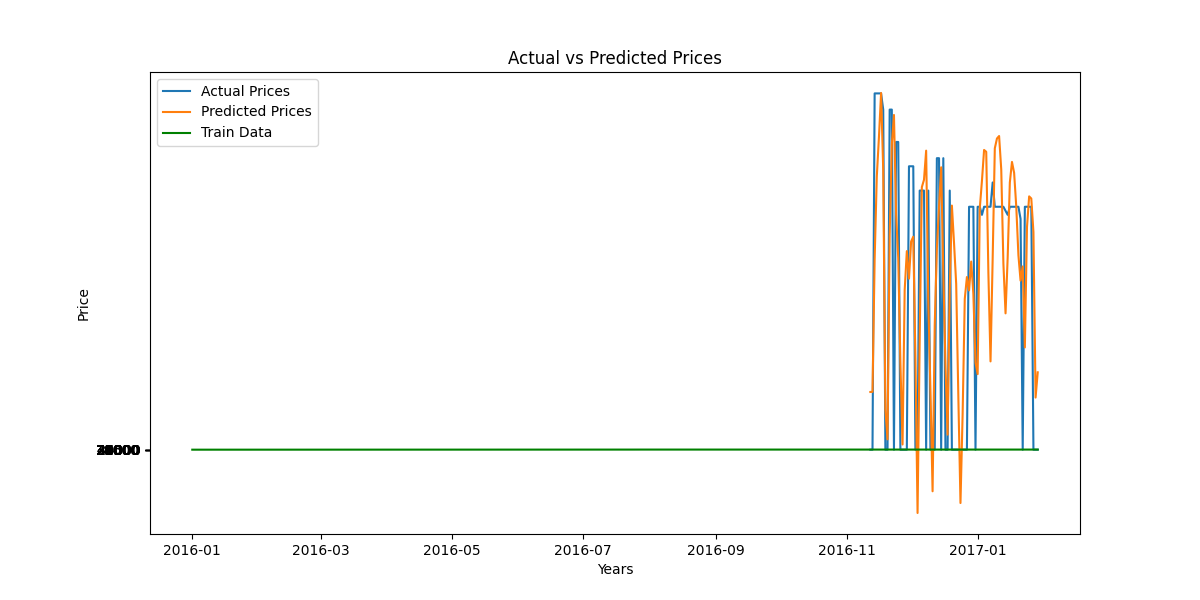 Actual vs Predicted Prices
Actual Prices
Predicted Prices
Train Data
Price
2016-01 2016-03 2016-05 2016-07 2016-09 2016-11 2017-01
Years